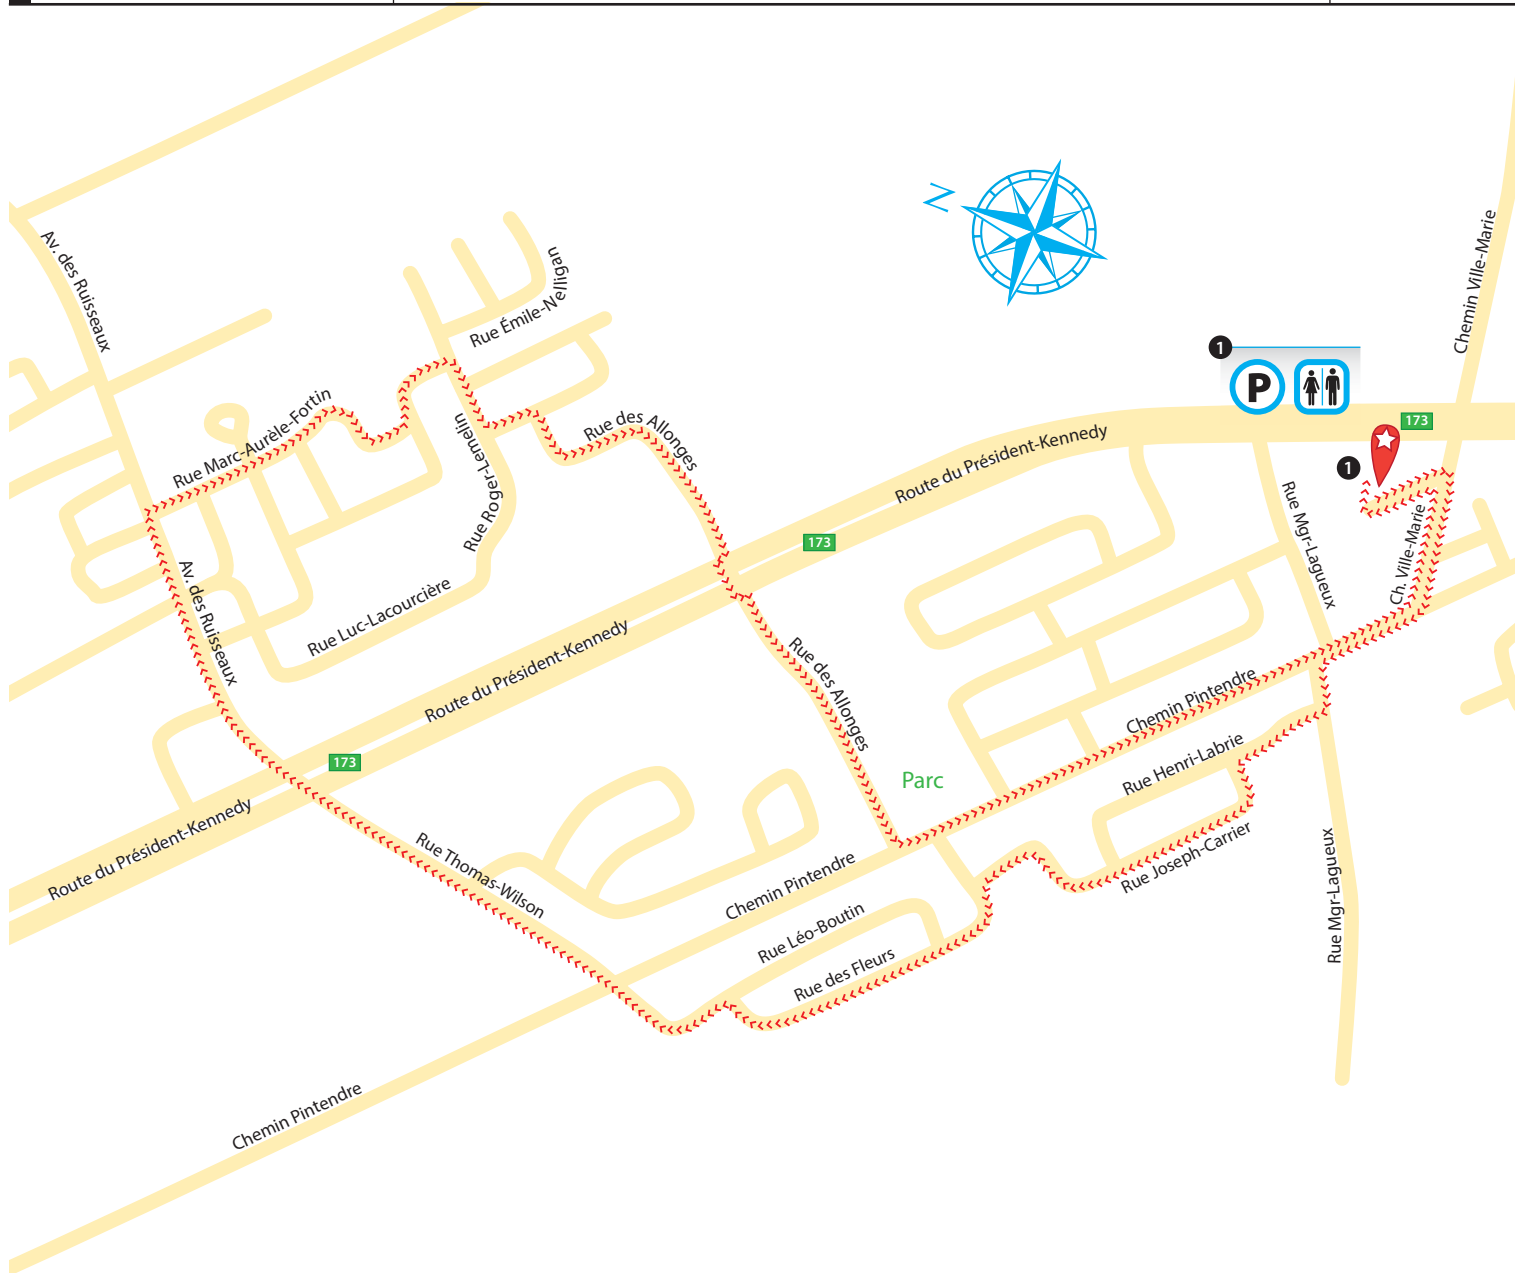 N
Av. des Ruisseaux
Rue Émile-Nelligan
Chemin Ville-Marie
1
P
173
Rue Marc-Aurèle-Fortin
Rue des Allonges
Rue Roger-Lemelin
Route du Président-Kennedy
1
Rue Mgr-Lagueux
Ch. Ville-Marie
173
Av. des Ruisseaux
Rue Luc-Lacourcière
Route du Président-Kennedy
Rue des Allonges
Chemin Pintendre
173
Parc
Rue Henri-Labrie
Route du Président-Kennedy
Rue Thomas-Wilson
Chemin Pintendre
Rue Joseph-Carrier
Rue Mgr-Lagueux
Rue Léo-Boutin
Rue des Fleurs
Chemin Pintendre